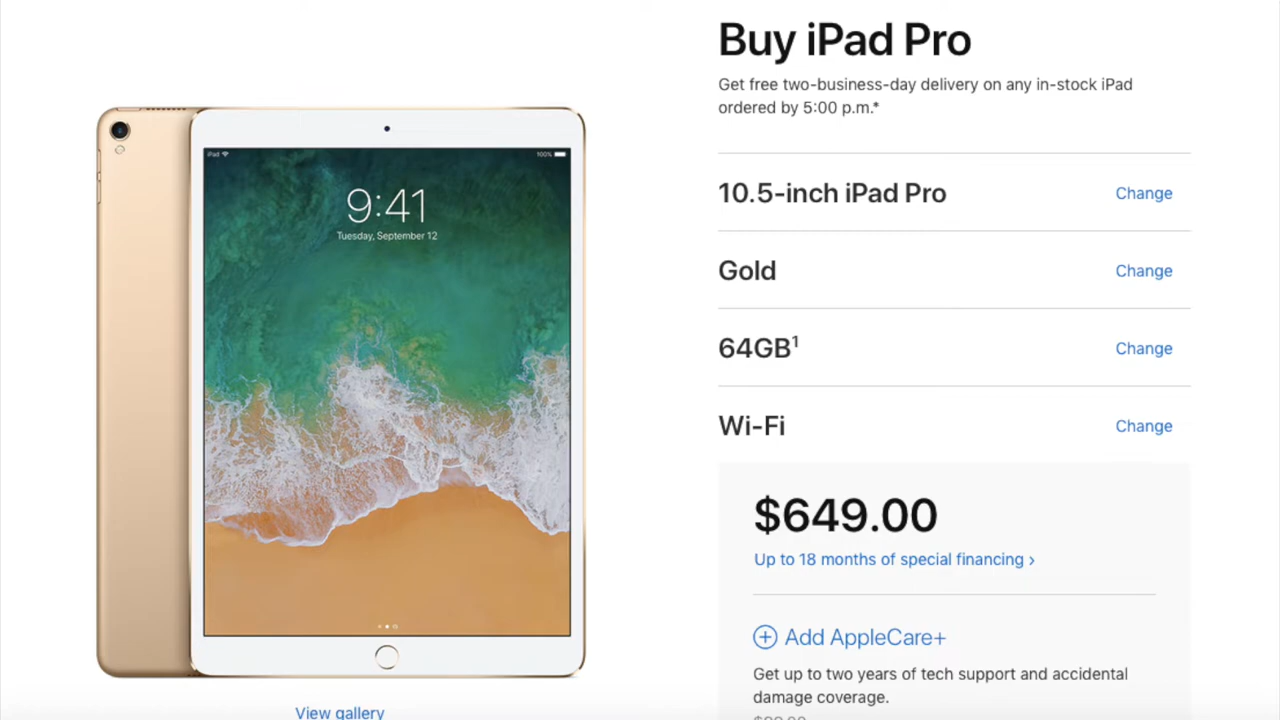 Buy iPad Pro
Get free two-business-day delivery on any in-stock iPad
ordered by 5:00 p.m.*
iPad
100%
9:41
Tuesday, September 12
10.5-inch iPad Pro
Change
Gold
Change
64GB¹
Change
Wi-Fi
Change
$649.00
Up to 18 months of special financing ›
Add AppleCare+
Get up to two years of tech support and accidental
damage coverage.
View gallery